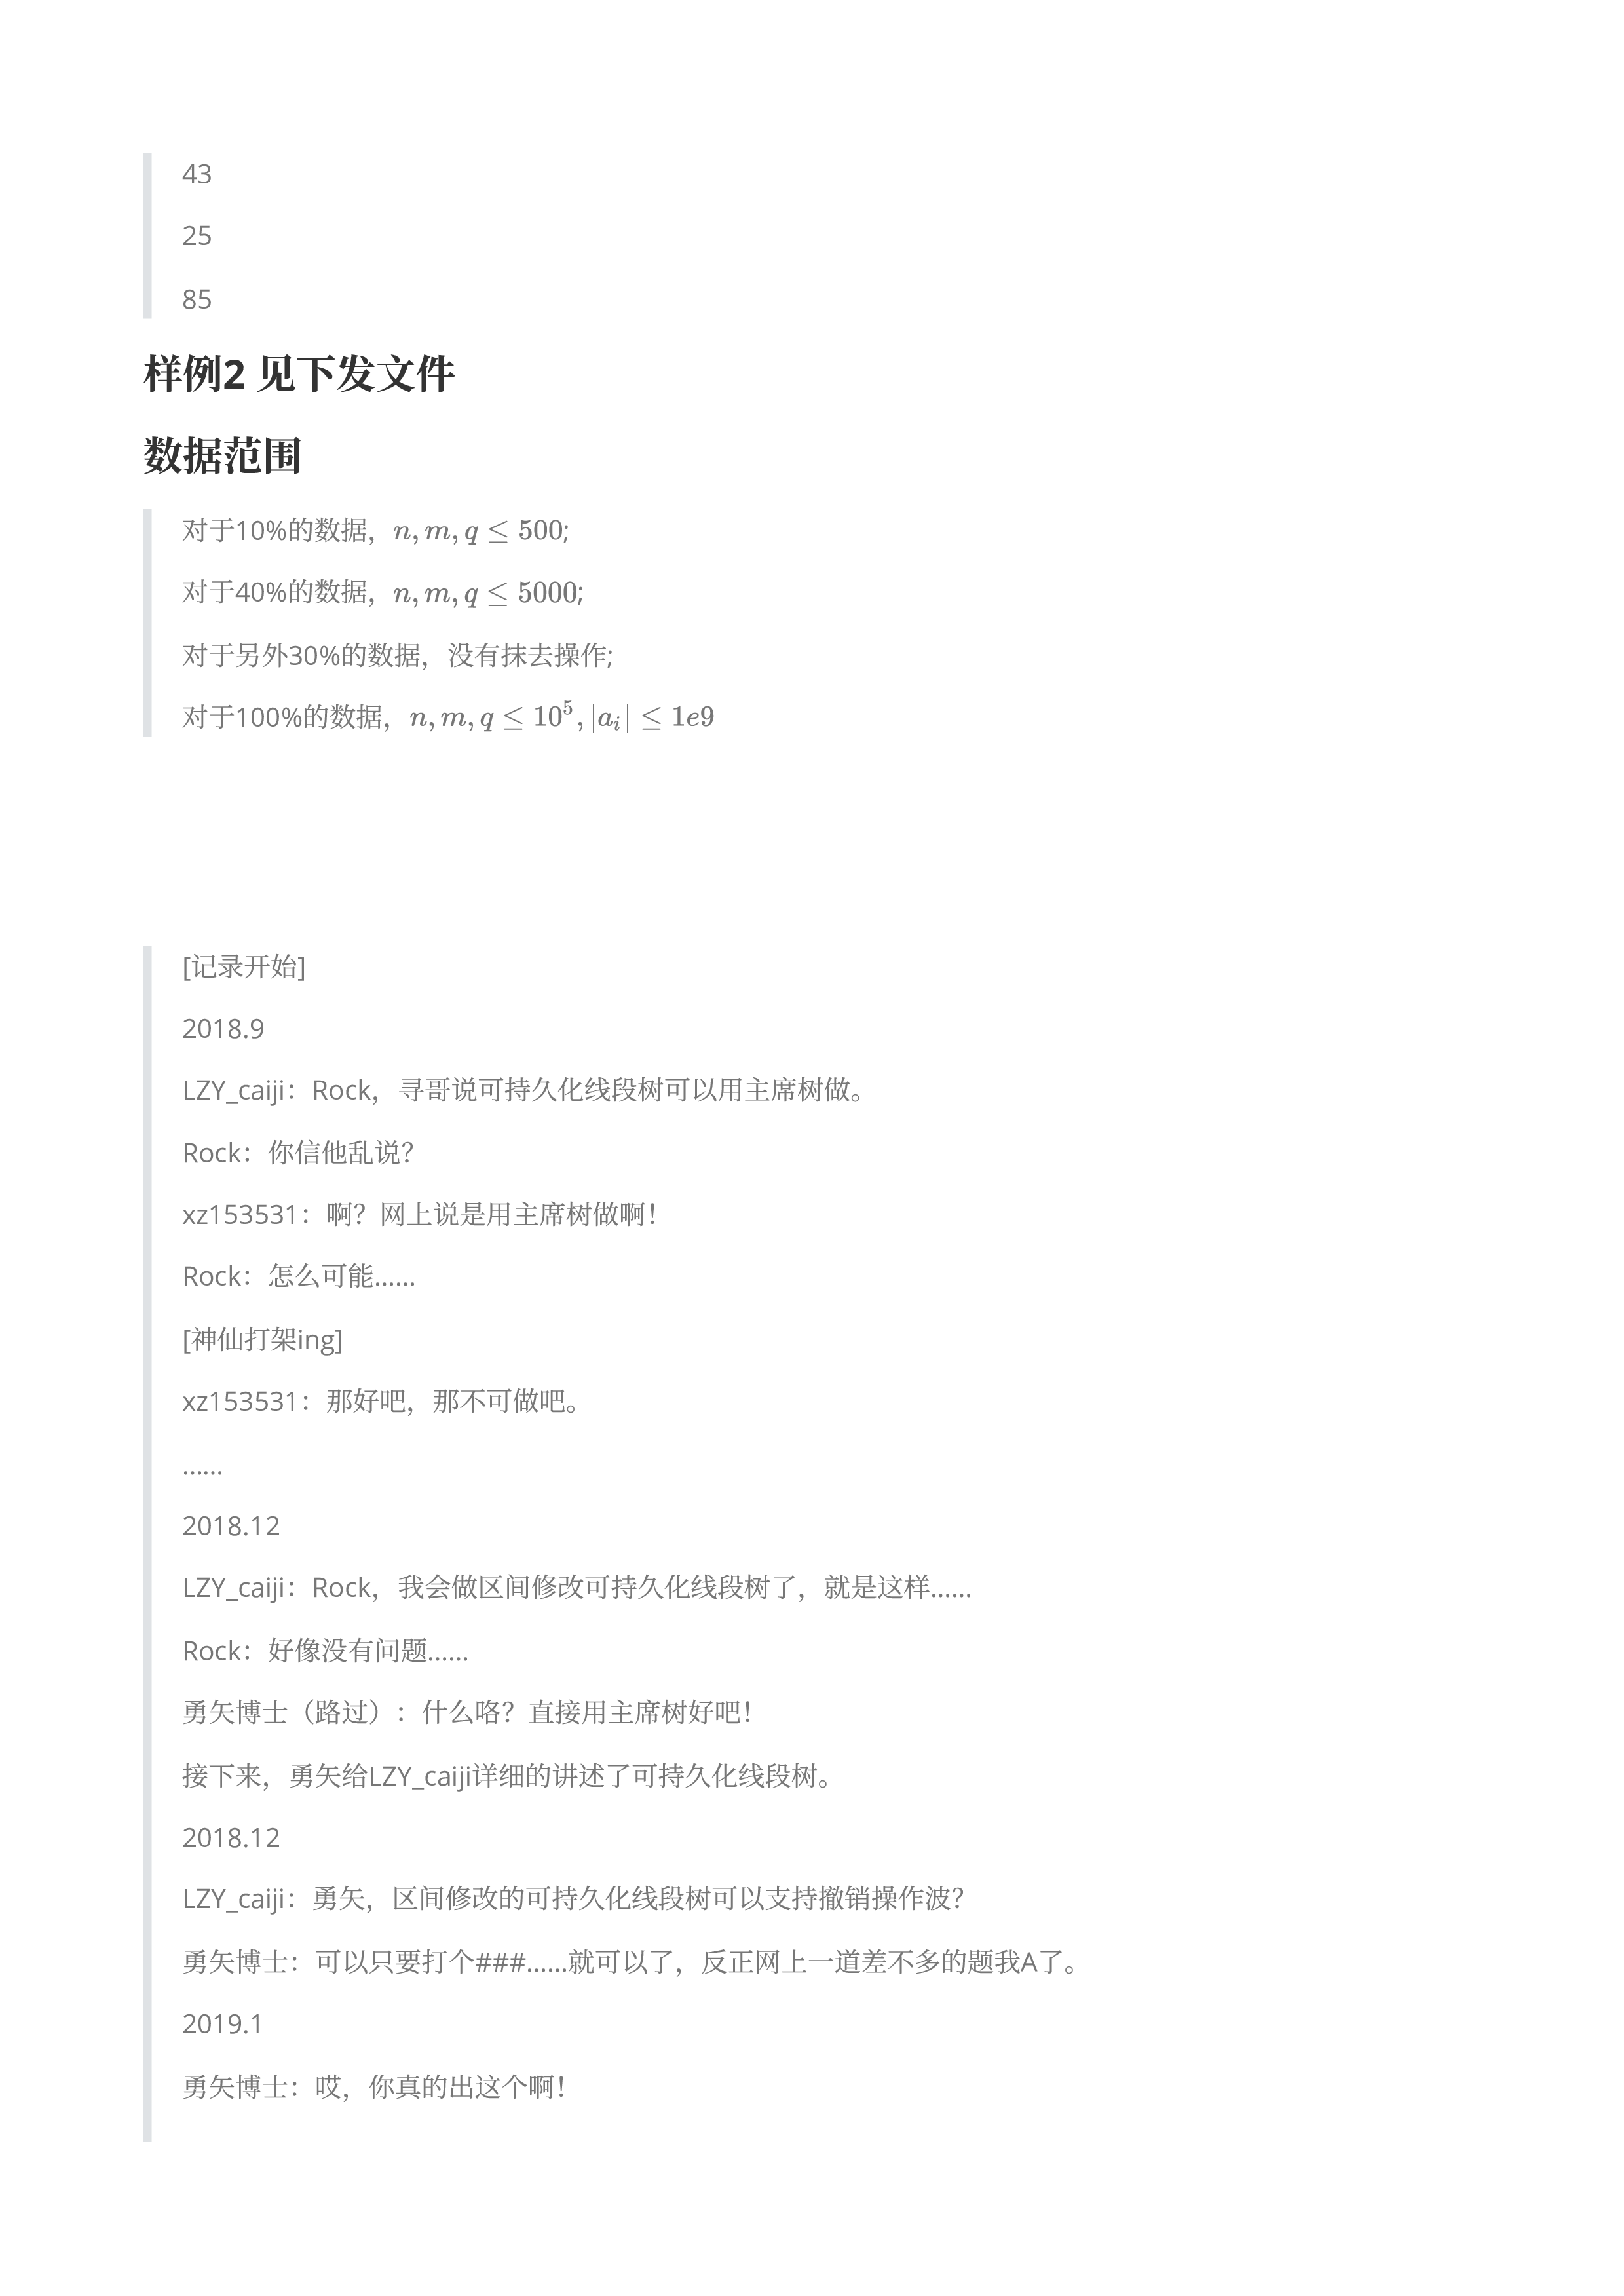 43
25
85
样例2 见下发文件
数据范围
对于10%的数据，n, m, q ≤ 500;
对于40%的数据，n, m, q ≤ 5000;
对于另外30%的数据，没有抹去操作;
对于100%的数据，n, m, q ≤ 10^5, |a_i| ≤ 1e9
[记录开始]
2018.9
LZY_caiji：Rock，寻哥说可持久化线段树可以用主席树做。
Rock：你信他乱说？
xz153531：啊？网上说是用主席树做啊！
Rock：怎么可能……
[神仙打架ing]
xz153531：那好吧，那不可做吧。
……
2018.12
LZY_caiji：Rock，我会做区间修改可持久化线段树了，就是这样……
Rock：好像没有问题……
勇矢博士（路过）：什么咯？直接用主席树好吧！
接下来，勇矢给LZY_caiji详细的讲述了可持久化线段树。
2018.12
LZY_caiji：勇矢，区间修改的可持久化线段树可以支持撤销操作波？
勇矢博士：可以只要打个###……就可以了，反正网上一道差不多的题我A了。
2019.1
勇矢博士：哎，你真的出这个啊！